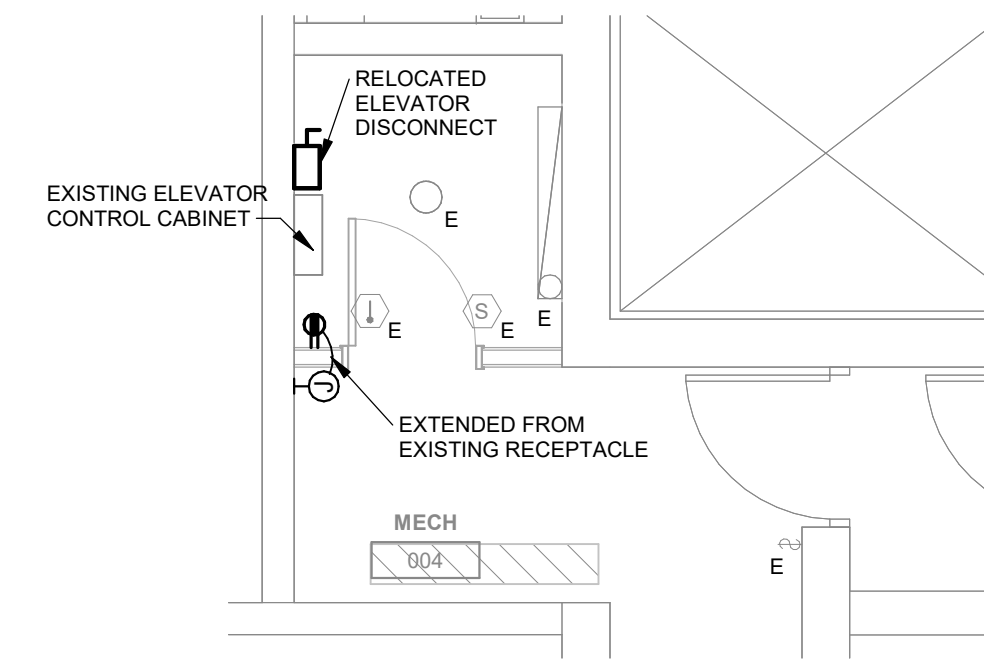 RELOCATED
ELEVATOR
DISCONNECT
EXISTING ELEVATOR
CONTROL CABINET
E
E
S
E
E
J
EXTENDED FROM
EXISTING RECEPTACLE
MECH
004
S
E